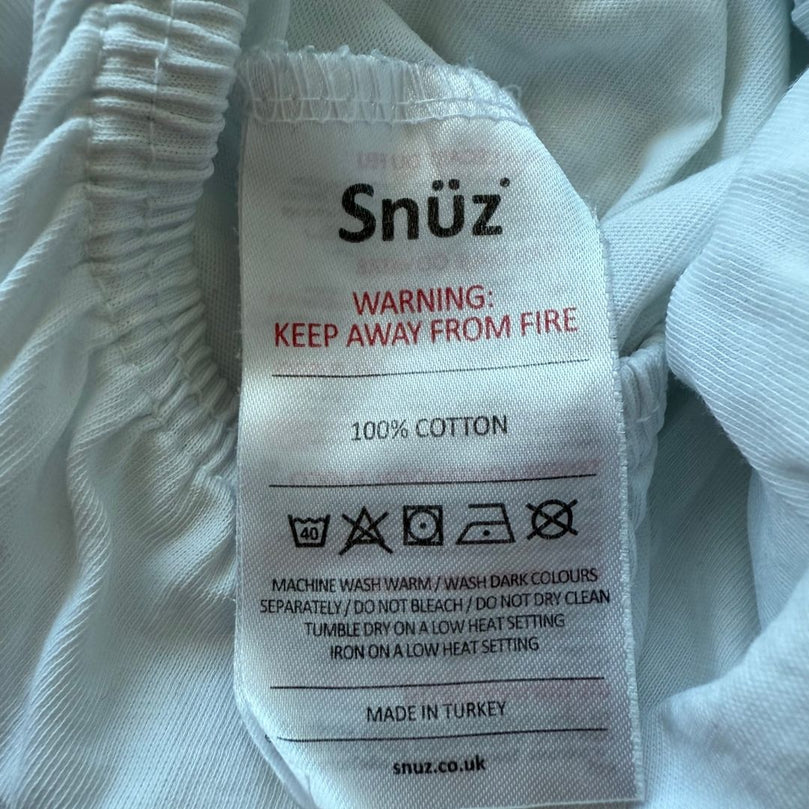 Snüz
WARNING:
KEEP AWAY FROM FIRE
100% COTTON
40
MACHINE WASH WARM / WASH DARK COLOURS
SEPARATELY / DO NOT BLEACH / DO NOT DRY CLEAN
TUMBLE DRY ON A LOW HEAT SETTING
IRON ON A LOW HEAT SETTING
MADE IN TURKEY
snuz.co.uk